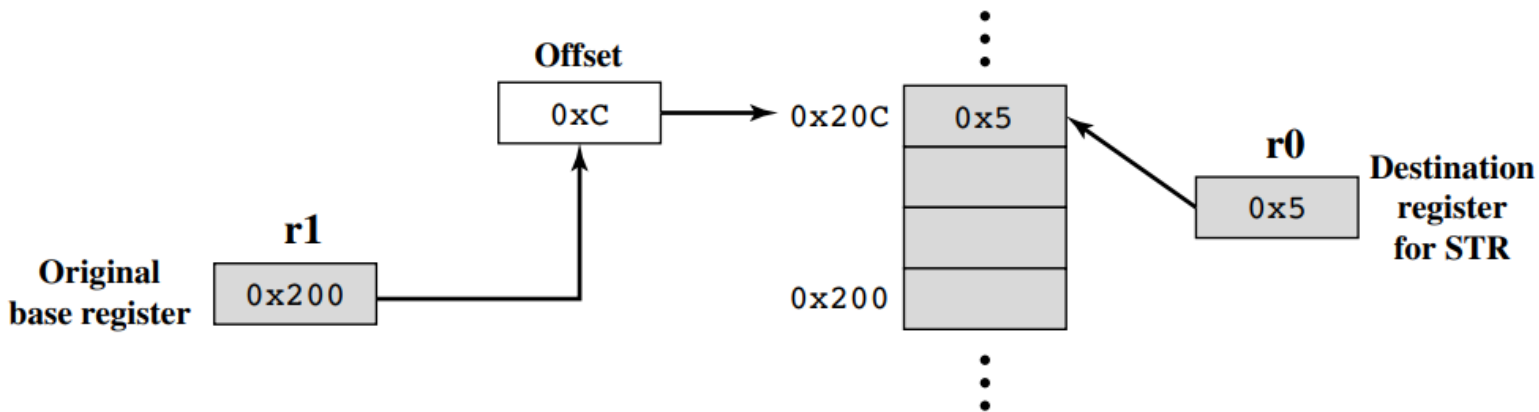 Offset
0xC
0x20C
0x5
r0
0x5
Destination
register
for STR
r1
Original
base register
0x200
0x200